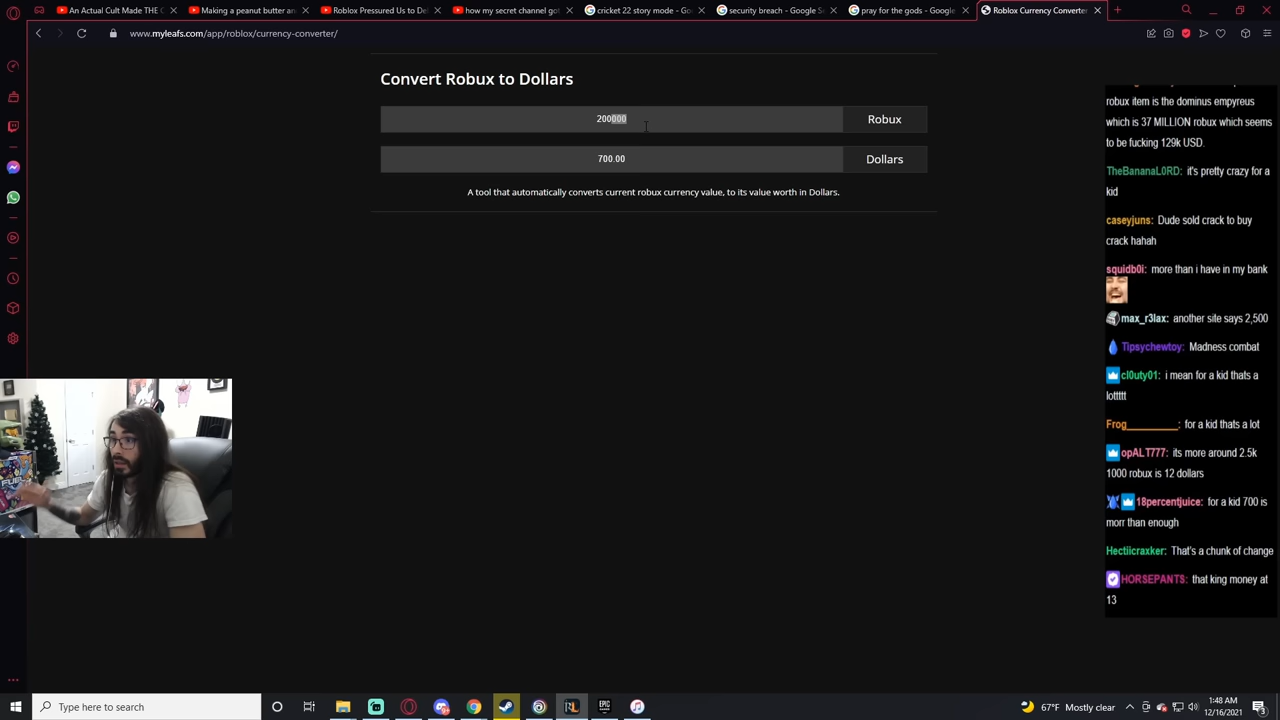 An Actual Cult Made THE C
Making a peanut butter an
Roblox Pressured Us to Del
how my secret channel got
cricket 22 story mode - Go
security breach - Google S
pray for the gods - Google
Roblox Currency Converter
www.myleafs.com/app/roblox/currency-converter/
Convert Robux to Dollars
200000
Robux
700.00
Dollars
A tool that automatically converts current robux currency value, to its value worth in Dollars.
robux item is the dominus empyreus
which is 37 MILLION robux which seems
to be fucking 129k USD.
TheBananaL0RD: it's pretty crazy for a
kid
caseyjuns: Dude sold crack to buy
crack hahah
squidb0i: more than i have in my bank
max_r3lax: another site says 2,500
Tipsychewtoy: Madness combat
cl0uty01: i mean for a kid thats a
lottttt
Frog_________: for a kid thats a lot
opALT777: its more around 2.5k
1000 robux is 12 dollars
18percentjuice: for a kid 700 is
morr than enough
Hectiicraxker: That's a chunk of change
HORSEPANTS: that king money at
13
Type here to search
67°F Mostly clear
1:48 AM
12/16/2021